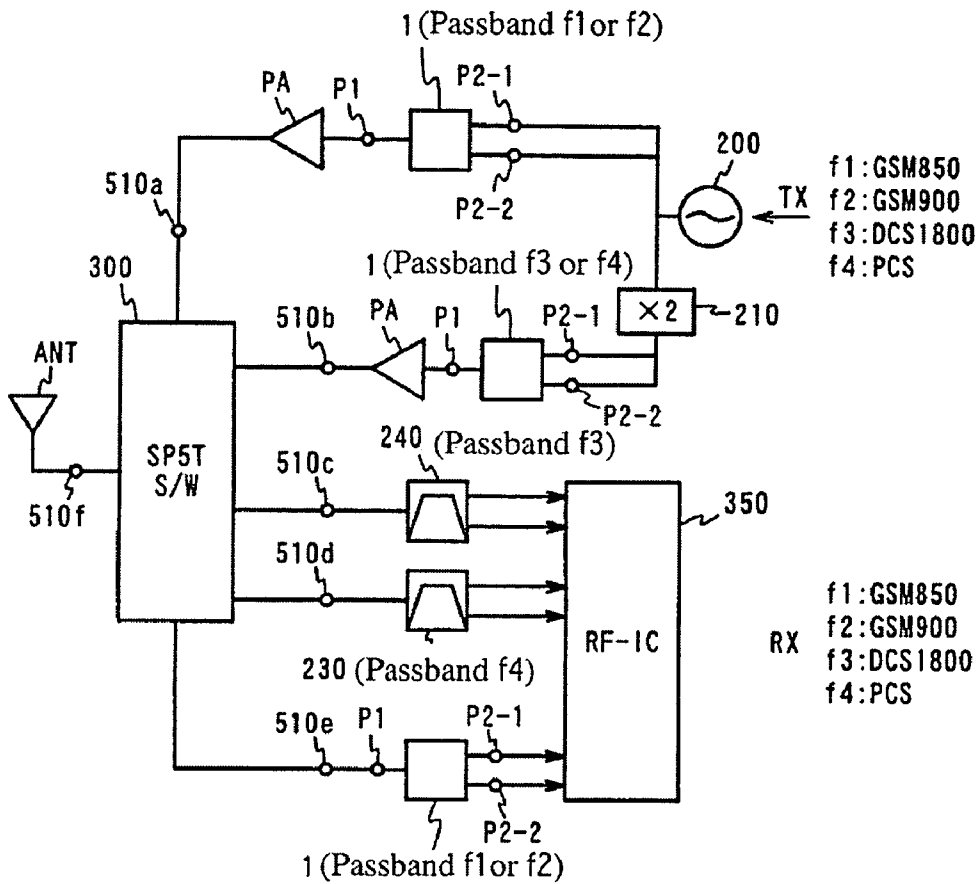 1 (Passband f1 or f2)
PA
P1
P2-1
P2-2
200
TX
f1:GSM850
f2:GSM900
f3:DCS1800
f4:PCS
510a
300
1 (Passband f3 or f4)
510b
PA
P1
P2-1
×2
210
P2-2
ANT
510f
SP5T
S/W
510c
240 (Passband f3)
350
510d
RF-IC
230 (Passband f4)
RX
f1:GSM850
f2:GSM900
f3:DCS1800
f4:PCS
510e
P1
P2-1
P2-2
1 (Passband f1 or f2)